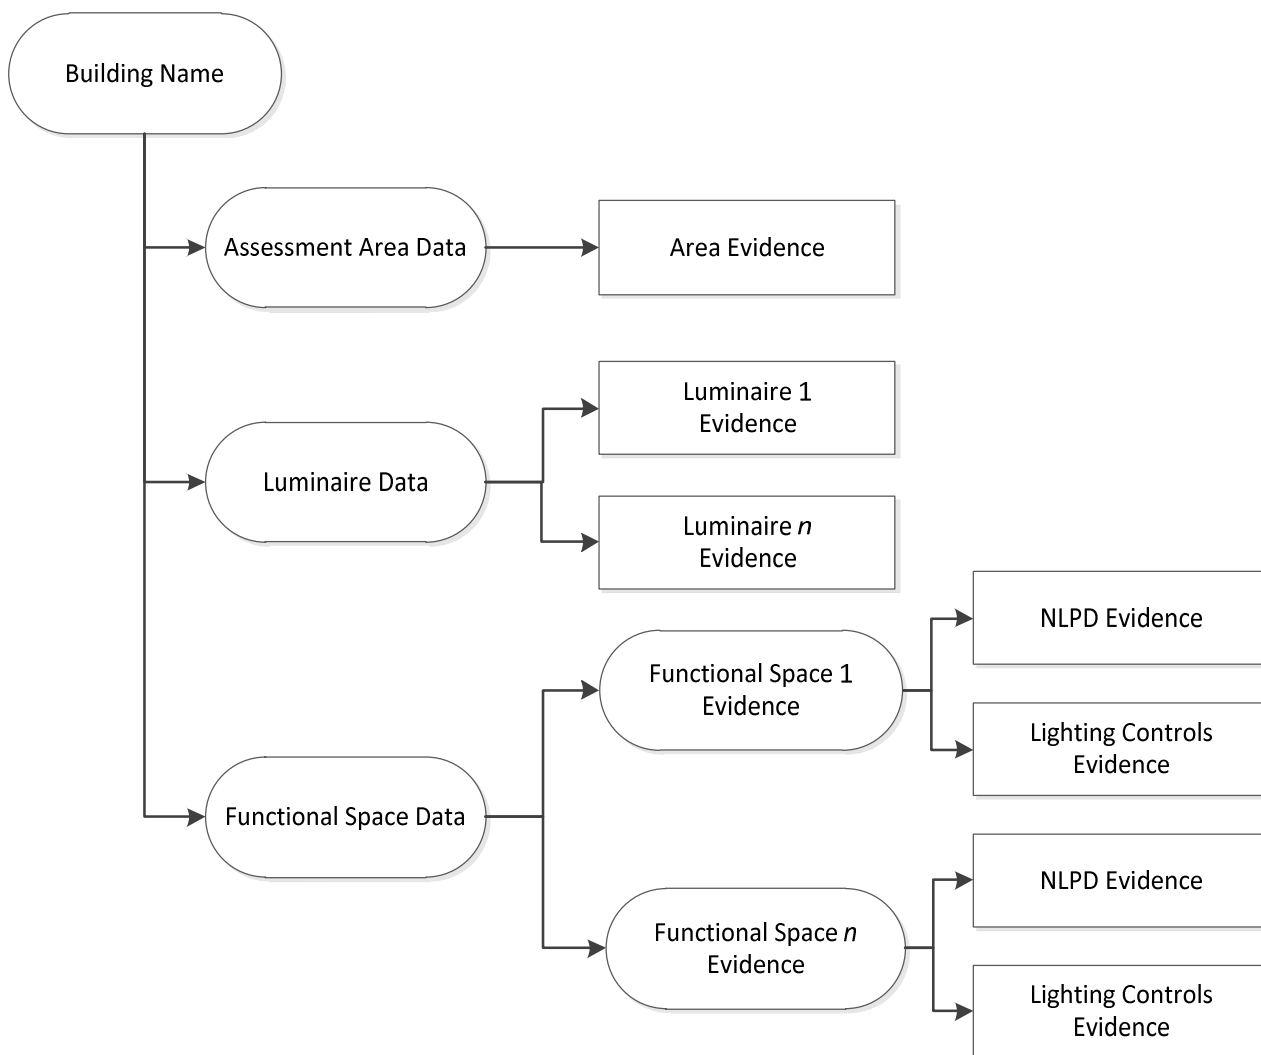 Building Name
Assessment Area Data
Area Evidence
Luminaire Data
Luminaire 1
Evidence
Luminaire n
Evidence
Functional Space Data
Functional Space 1
Evidence
NLPD Evidence
Lighting Controls
Evidence
Functional Space n
Evidence
NLPD Evidence
Lighting Controls
Evidence